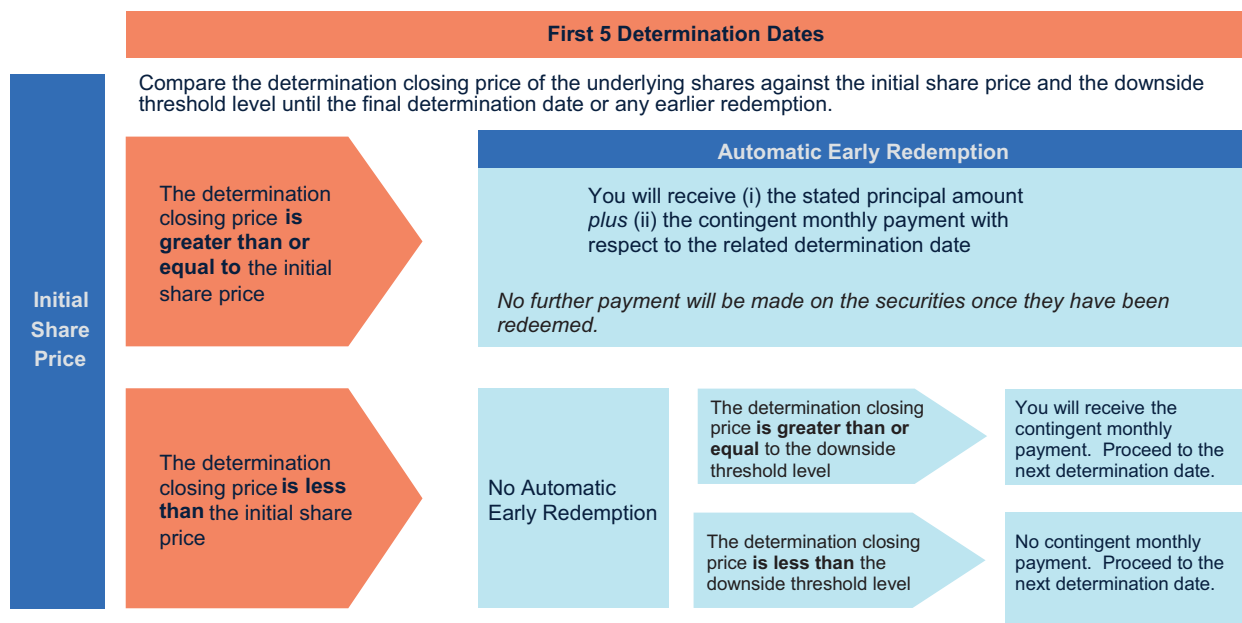 First 5 Determination Dates
Compare the determination closing price of the underlying shares against the initial share price and the downside
threshold level until the final determination date or any earlier redemption.
Initial
Share
Price
The determination
closing price is
greater than or
equal to the initial
share price
Automatic Early Redemption
You will receive (i) the stated principal amount
plus (ii) the contingent monthly payment with
respect to the related determination date
No further payment will be made on the securities once they have been
redeemed.
The determination
closing price is less
than the initial share
price
No Automatic
Early Redemption
The determination closing
price is greater than or
equal to the downside
threshold level
You will receive the
contingent monthly
payment.  Proceed to the
next determination date.
The determination closing
price is less than the
downside threshold level
No contingent monthly
payment.  Proceed to the
next determination date.